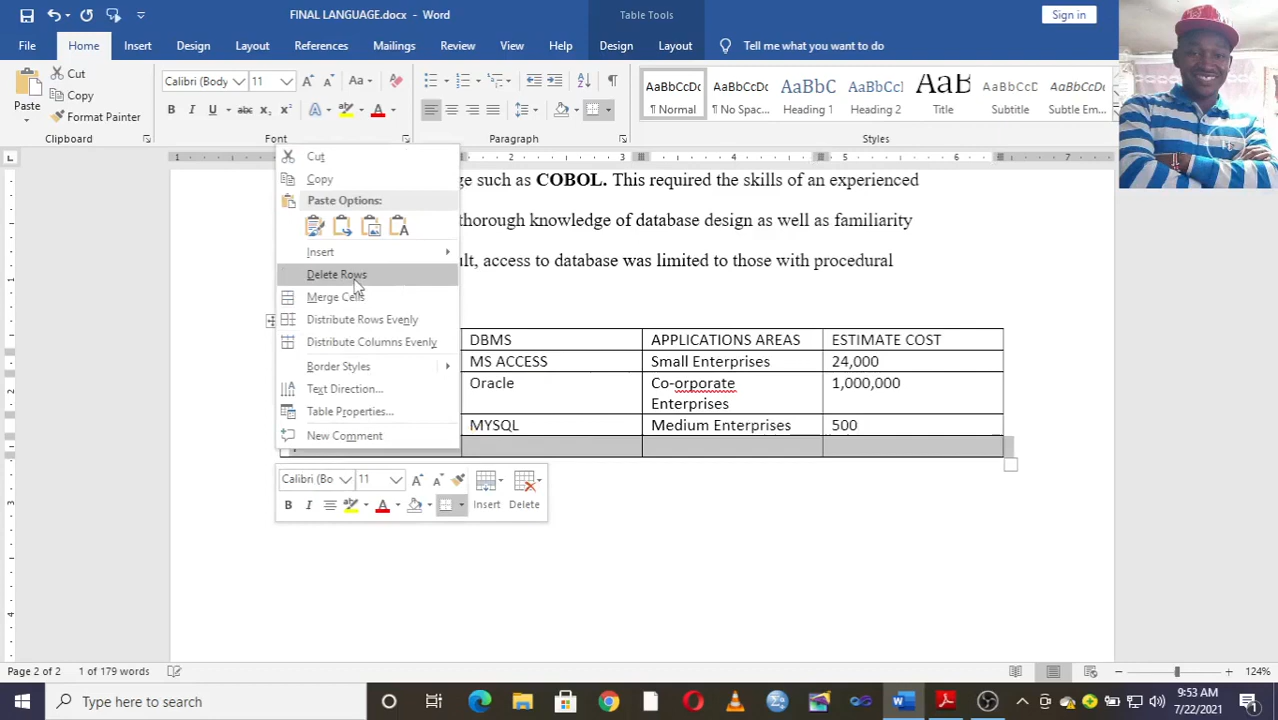 FINAL LANGUAGE.docx - Word
Table Tools
Sign in
File
Home
Insert
Design
Layout
References
Mailings
Review
View
Help
Design
Layout
Tell me what you want to do
Paste
Cut
Copy
Format Painter
Clipboard
Calibri (Body
11
Aa
Font
Paragraph
AaBbCcDc
¶ Normal
AaBbCcDc
¶ No Spac...
AaBbC
Heading 1
AaBbCcI
Heading 2
AaB
Title
AaBbCcD
Subtitle
AaBbCcDc
Subtle Em...
Styles
ge such as COBOL. This required the skills of an experienced
thorough knowledge of database design as well as familiarity
ult, access to database was limited to those with procedural
Cut
Copy
Paste Options:
Insert
Delete Rows
Merge Cells
Distribute Rows Evenly
Distribute Columns Evenly
Border Styles
Text Direction...
Table Properties...
New Comment
DBMS APPLICATIONS AREAS ESTIMATE COST
MS ACCESS Small Enterprises 24,000
Oracle Co-orporate 1,000,000
Enterprises
MYSQL Medium Enterprises 500
Calibri (Bo
11
Insert
Delete
Page 2 of 2
1 of 179 words
124%
Type here to search
9:53 AM
7/22/2021